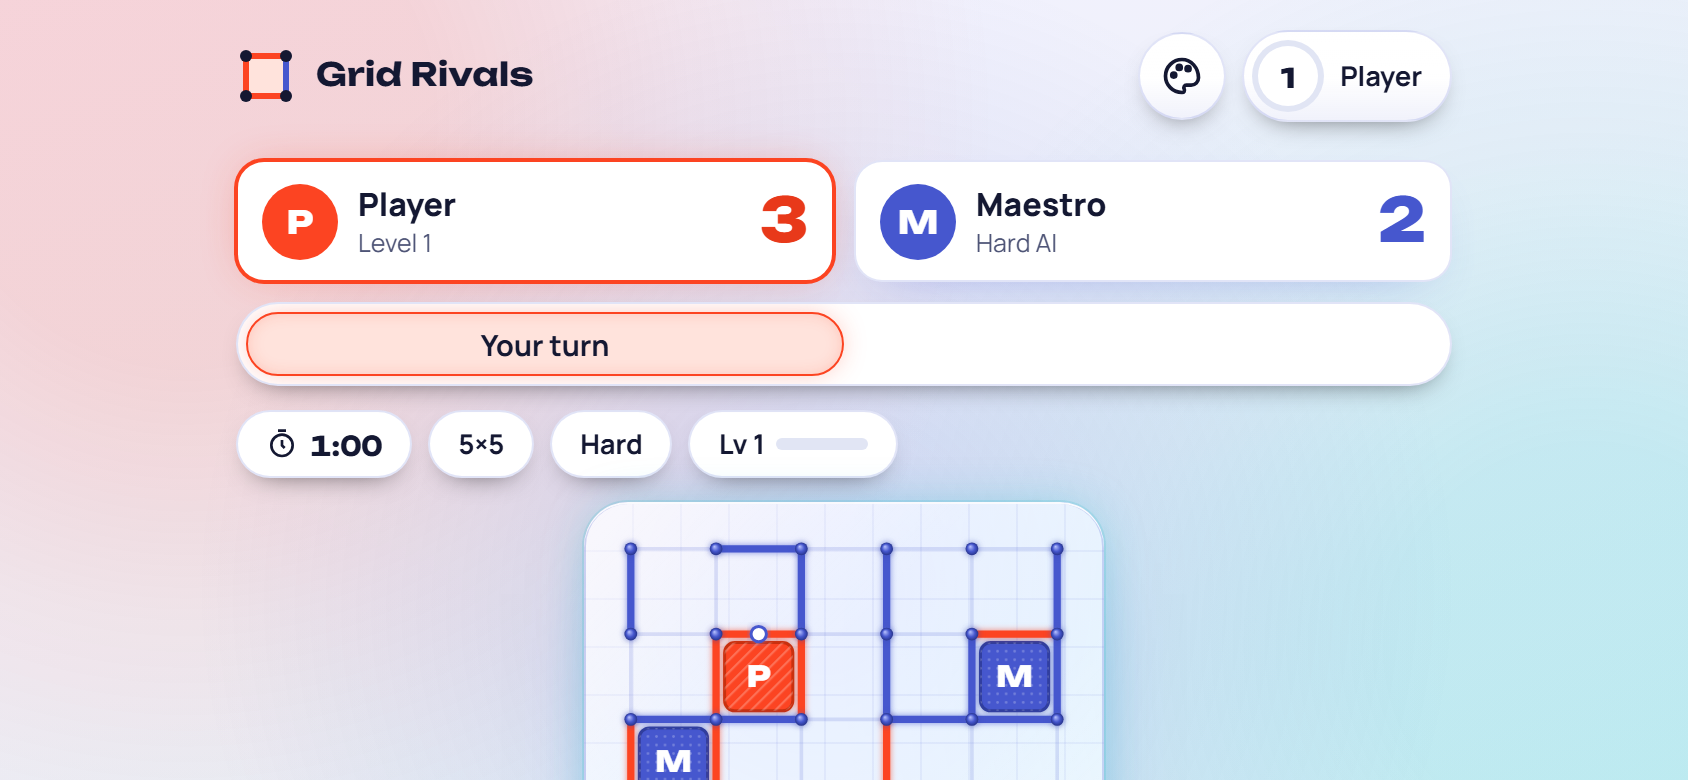 Grid Rivals
1 Player
P Player 3
Level 1
M Maestro 2
Hard AI
Your turn
1:00 5×5 Hard Lv 1
P M
M